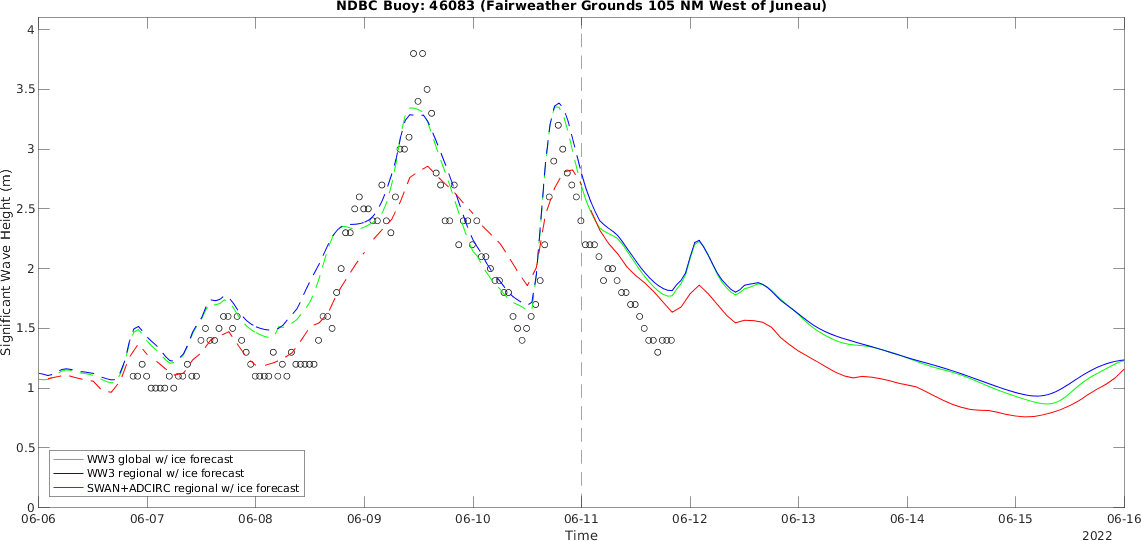 NDBC Buoy: 46083 (Fairweather Grounds 105 NM West of Juneau)
4
3.5
3
2.5
2
1.5
1
0.5
0
Significant Wave Height (m)
WW3 global w/ ice forecast
WW3 regional w/ ice forecast
SWAN+ADCIRC regional w/ ice forecast
06-06 06-07 06-08 06-09 06-10 06-11 06-12 06-13 06-14 06-15 06-16
Time
2022